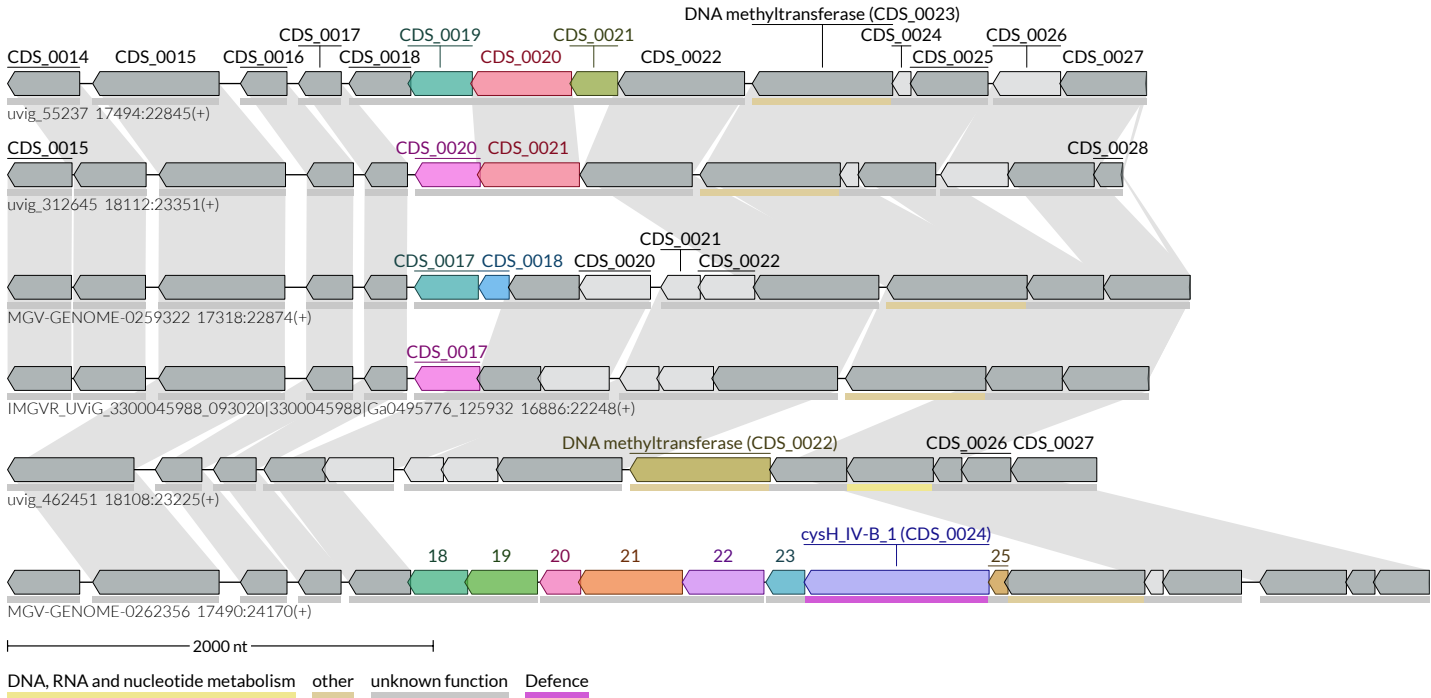 DNA methyltransferase (CDS_0023)
CDS_0017 CDS_0019 CDS_0021 CDS_0024 CDS_0026
CDS_0014 CDS_0015 CDS_0016 CDS_0018 CDS_0020 CDS_0022 CDS_0025 CDS_0027
uvig_55237 17494:22845(+)
CDS_0015 CDS_0020 CDS_0021 CDS_0028
uvig_312645 18112:23351(+)
CDS_0021
CDS_0017 CDS_0018 CDS_0020 CDS_0022
MGV-GENOME-0259322 17318:22874(+)
CDS_0017
IMGVR_UViG_3300045988_093020|3300045988|Ga0495776_125932 16886:22248(+)
DNA methyltransferase (CDS_0022) CDS_0026 CDS_0027
uvig_462451 18108:23225(+)
cysH_IV-B_1 (CDS_0024)
18 19 20 21 22 23 25
MGV-GENOME-0262356 17490:24170(+)
2000 nt
DNA, RNA and nucleotide metabolism other unknown function Defence